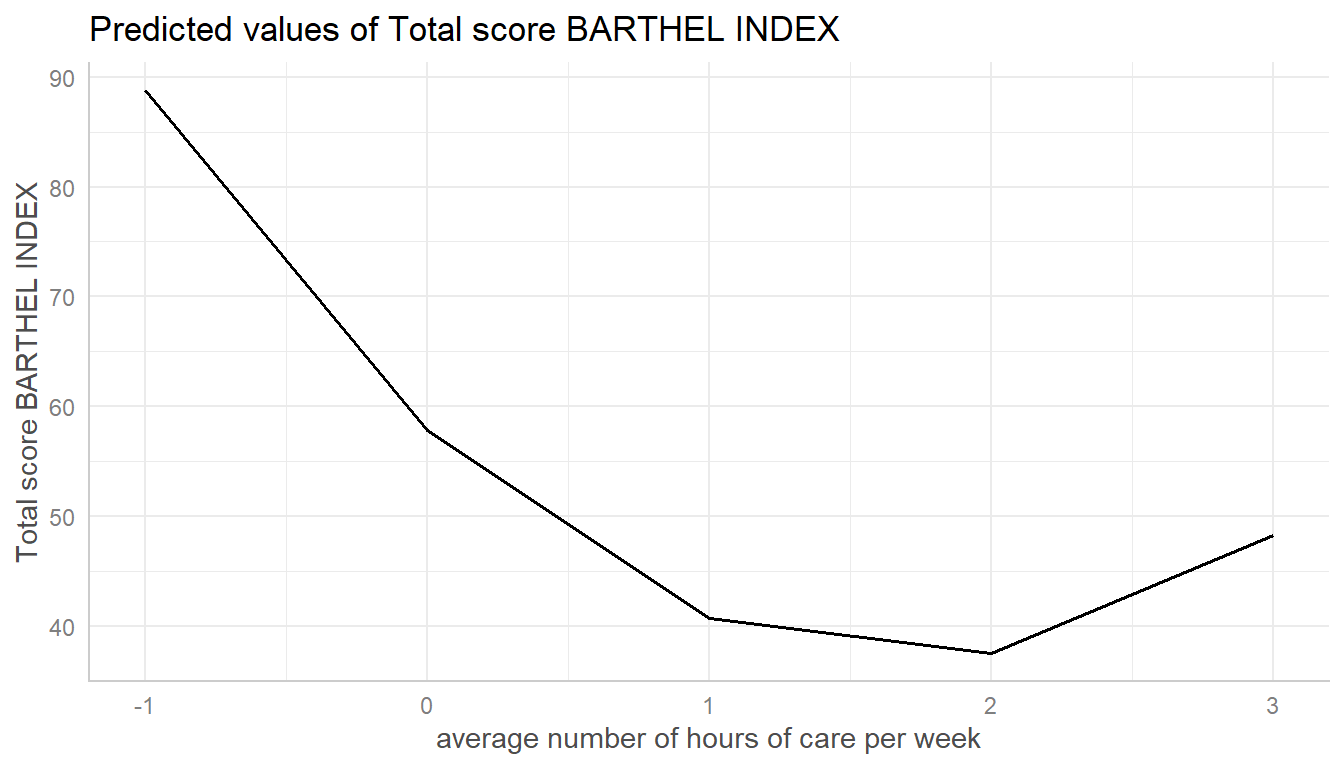 Predicted values of Total score BARTHEL INDEX
Total score BARTHEL INDEX
90
80
70
60
50
40
-1 0 1 2 3
average number of hours of care per week